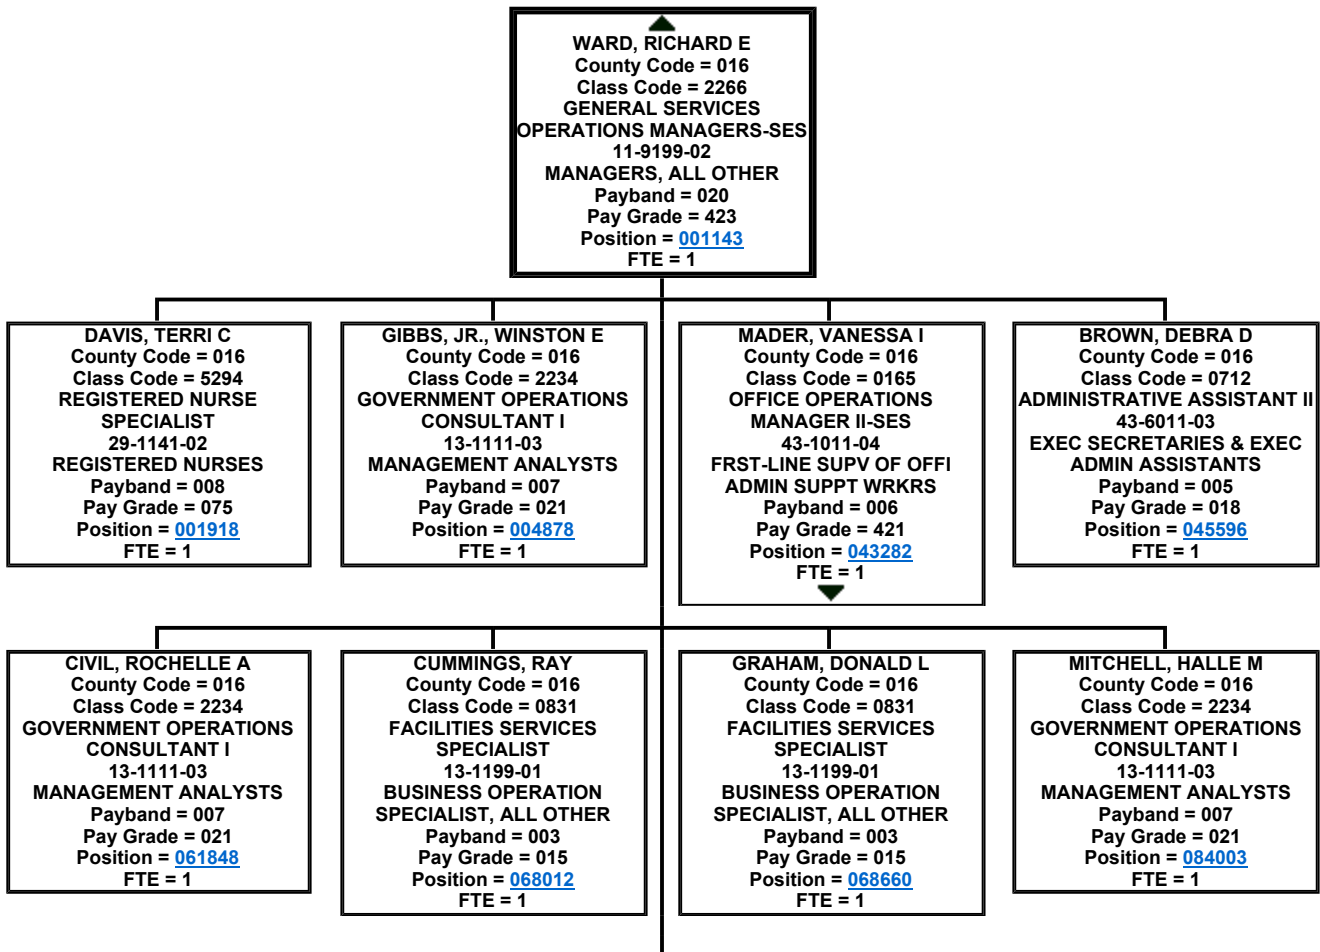 WARD, RICHARD E
County Code = 016
Class Code = 2266
GENERAL SERVICES
OPERATIONS MANAGERS-SES
11-9199-02
MANAGERS, ALL OTHER
Payband = 020
Pay Grade = 423
Position = 001143
FTE = 1
DAVIS, TERRI C
County Code = 016
Class Code = 5294
REGISTERED NURSE
SPECIALIST
29-1141-02
REGISTERED NURSES
Payband = 008
Pay Grade = 075
Position = 001918
FTE = 1
GIBBS, JR., WINSTON E
County Code = 016
Class Code = 2234
GOVERNMENT OPERATIONS
CONSULTANT I
13-1111-03
MANAGEMENT ANALYSTS
Payband = 007
Pay Grade = 021
Position = 004878
FTE = 1
MADER, VANESSA I
County Code = 016
Class Code = 0165
OFFICE OPERATIONS
MANAGER II-SES
43-1011-04
FRST-LINE SUPV OF OFFI
ADMIN SUPPT WRKRS
Payband = 006
Pay Grade = 421
Position = 043282
FTE = 1
BROWN, DEBRA D
County Code = 016
Class Code = 0712
ADMINISTRATIVE ASSISTANT II
43-6011-03
EXEC SECRETARIES & EXEC
ADMIN ASSISTANTS
Payband = 005
Pay Grade = 018
Position = 045596
FTE = 1
CIVIL, ROCHELLE A
County Code = 016
Class Code = 2234
GOVERNMENT OPERATIONS
CONSULTANT I
13-1111-03
MANAGEMENT ANALYSTS
Payband = 007
Pay Grade = 021
Position = 061848
FTE = 1
CUMMINGS, RAY
County Code = 016
Class Code = 0831
FACILITIES SERVICES
SPECIALIST
13-1199-01
BUSINESS OPERATION
SPECIALIST, ALL OTHER
Payband = 003
Pay Grade = 015
Position = 068012
FTE = 1
GRAHAM, DONALD L
County Code = 016
Class Code = 0831
FACILITIES SERVICES
SPECIALIST
13-1199-01
BUSINESS OPERATION
SPECIALIST, ALL OTHER
Payband = 003
Pay Grade = 015
Position = 068660
FTE = 1
MITCHELL, HALLE M
County Code = 016
Class Code = 2234
GOVERNMENT OPERATIONS
CONSULTANT I
13-1111-03
MANAGEMENT ANALYSTS
Payband = 007
Pay Grade = 021
Position = 084003
FTE = 1